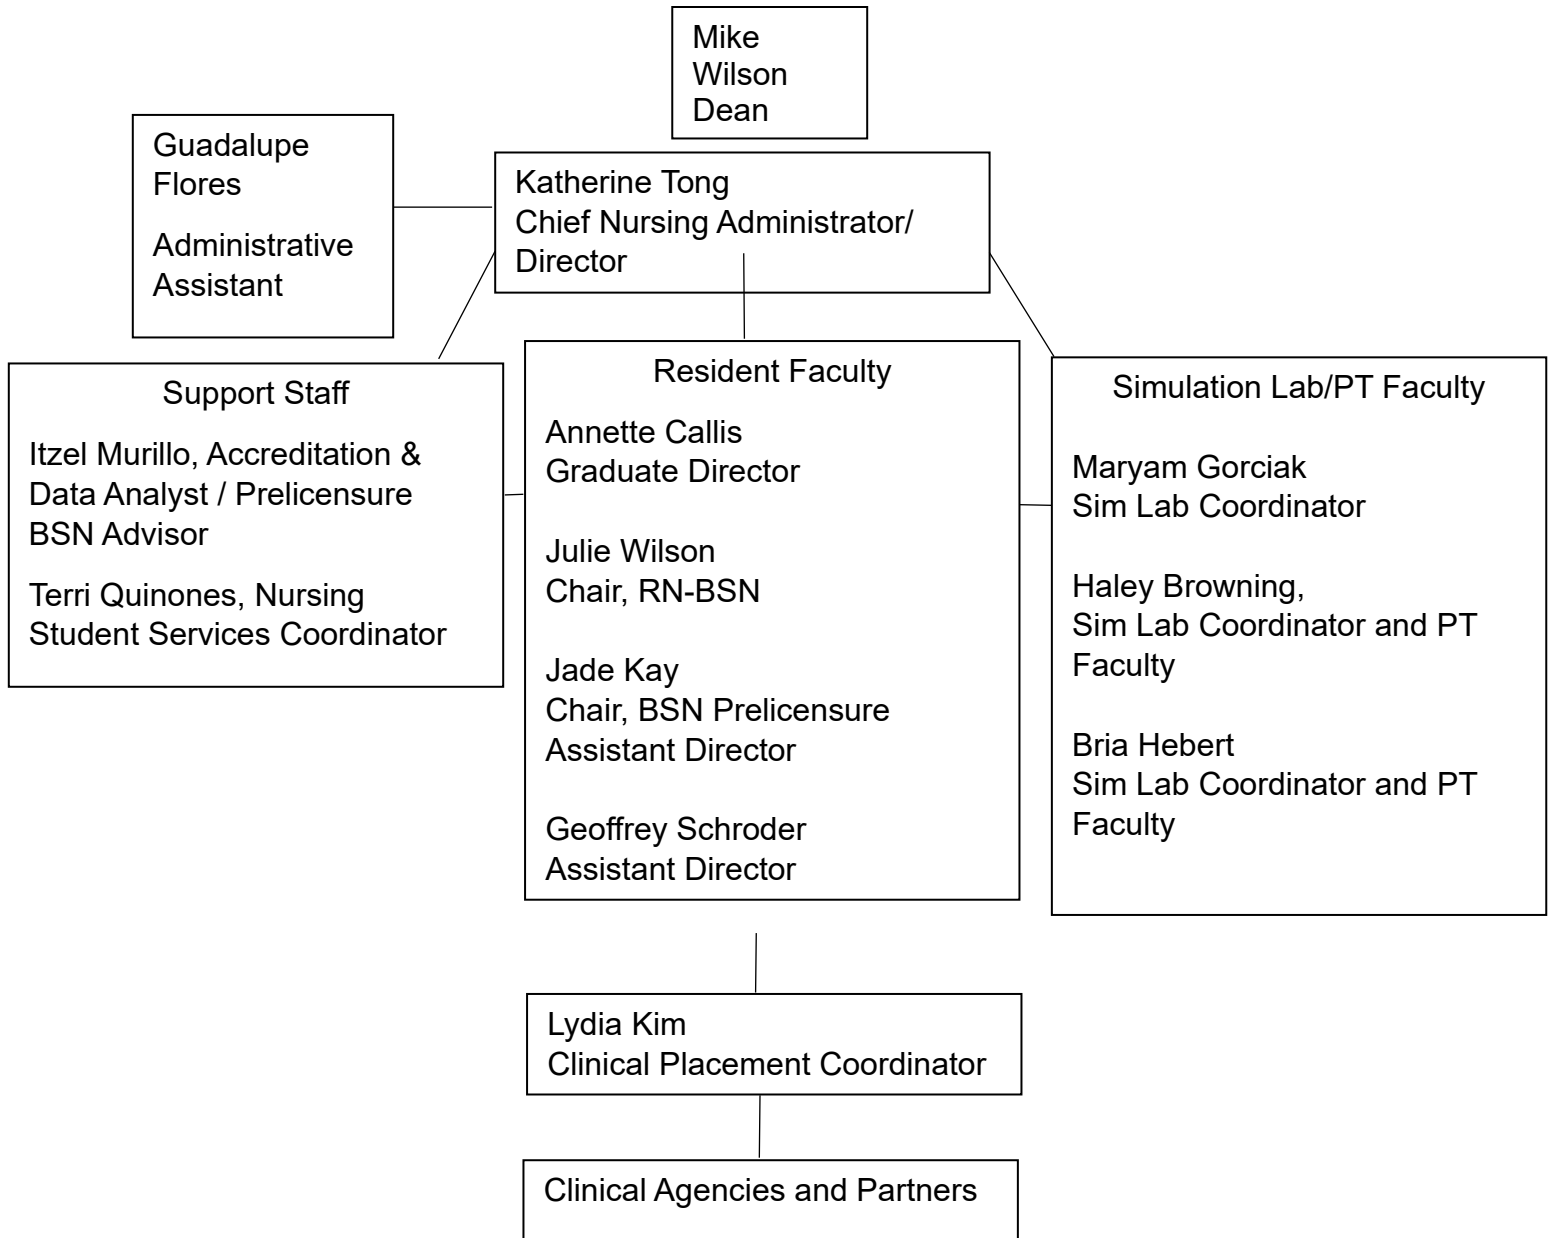 Mike
Wilson
Dean
Guadalupe
Flores
Administrative
Assistant
Katherine Tong
Chief Nursing Administrator/
Director
Support Staff
Itzel Murillo, Accreditation &
Data Analyst / Prelicensure
BSN Advisor
Terri Quinones, Nursing
Student Services Coordinator
Resident Faculty
Annette Callis
Graduate Director
Julie Wilson
Chair, RN-BSN
Jade Kay
Chair, BSN Prelicensure
Assistant Director
Geoffrey Schroder
Assistant Director
Simulation Lab/PT Faculty
Maryam Gorciak
Sim Lab Coordinator
Haley Browning,
Sim Lab Coordinator and PT
Faculty
Bria Hebert
Sim Lab Coordinator and PT
Faculty
Lydia Kim
Clinical Placement Coordinator
Clinical Agencies and Partners